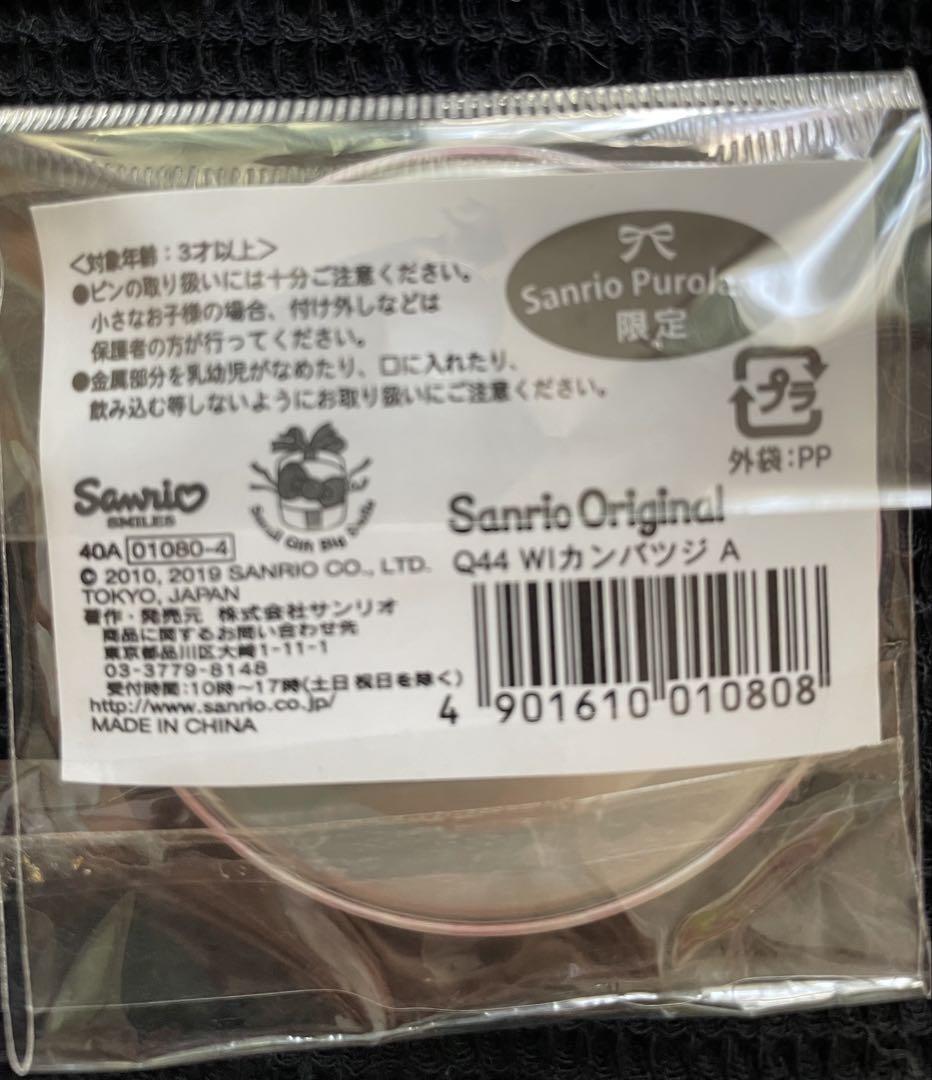 <対象年齢：3才以上>
●ピンの取り扱いには十分ご注意ください。
小さなお子様の場合、付け外しなどは
保護者の方が行ってください。
●金属部分を乳幼児がなめたり、口に入れたり、
飲み込む等しないようにお取り扱いにご注意ください。
Sanrio
限定
プラ
外袋：PP
Sanrio
SMILES
Small Gift Big Smile
40A 01080-4
© 2010, 2019 SANRIO CO., LTD.
TOKYO, JAPAN
著作・発売元 株式会社サンリオ
商品に関するお問い合わせ先
東京都品川区大崎1-11-1
03-3779-8148
受付時間：10時～17時(土日 祝日を除く)
http://www.sanrio.co.jp/
MADE IN CHINA
Sanrio Original
Q44 WIカンバツジ A
4 901610 010808